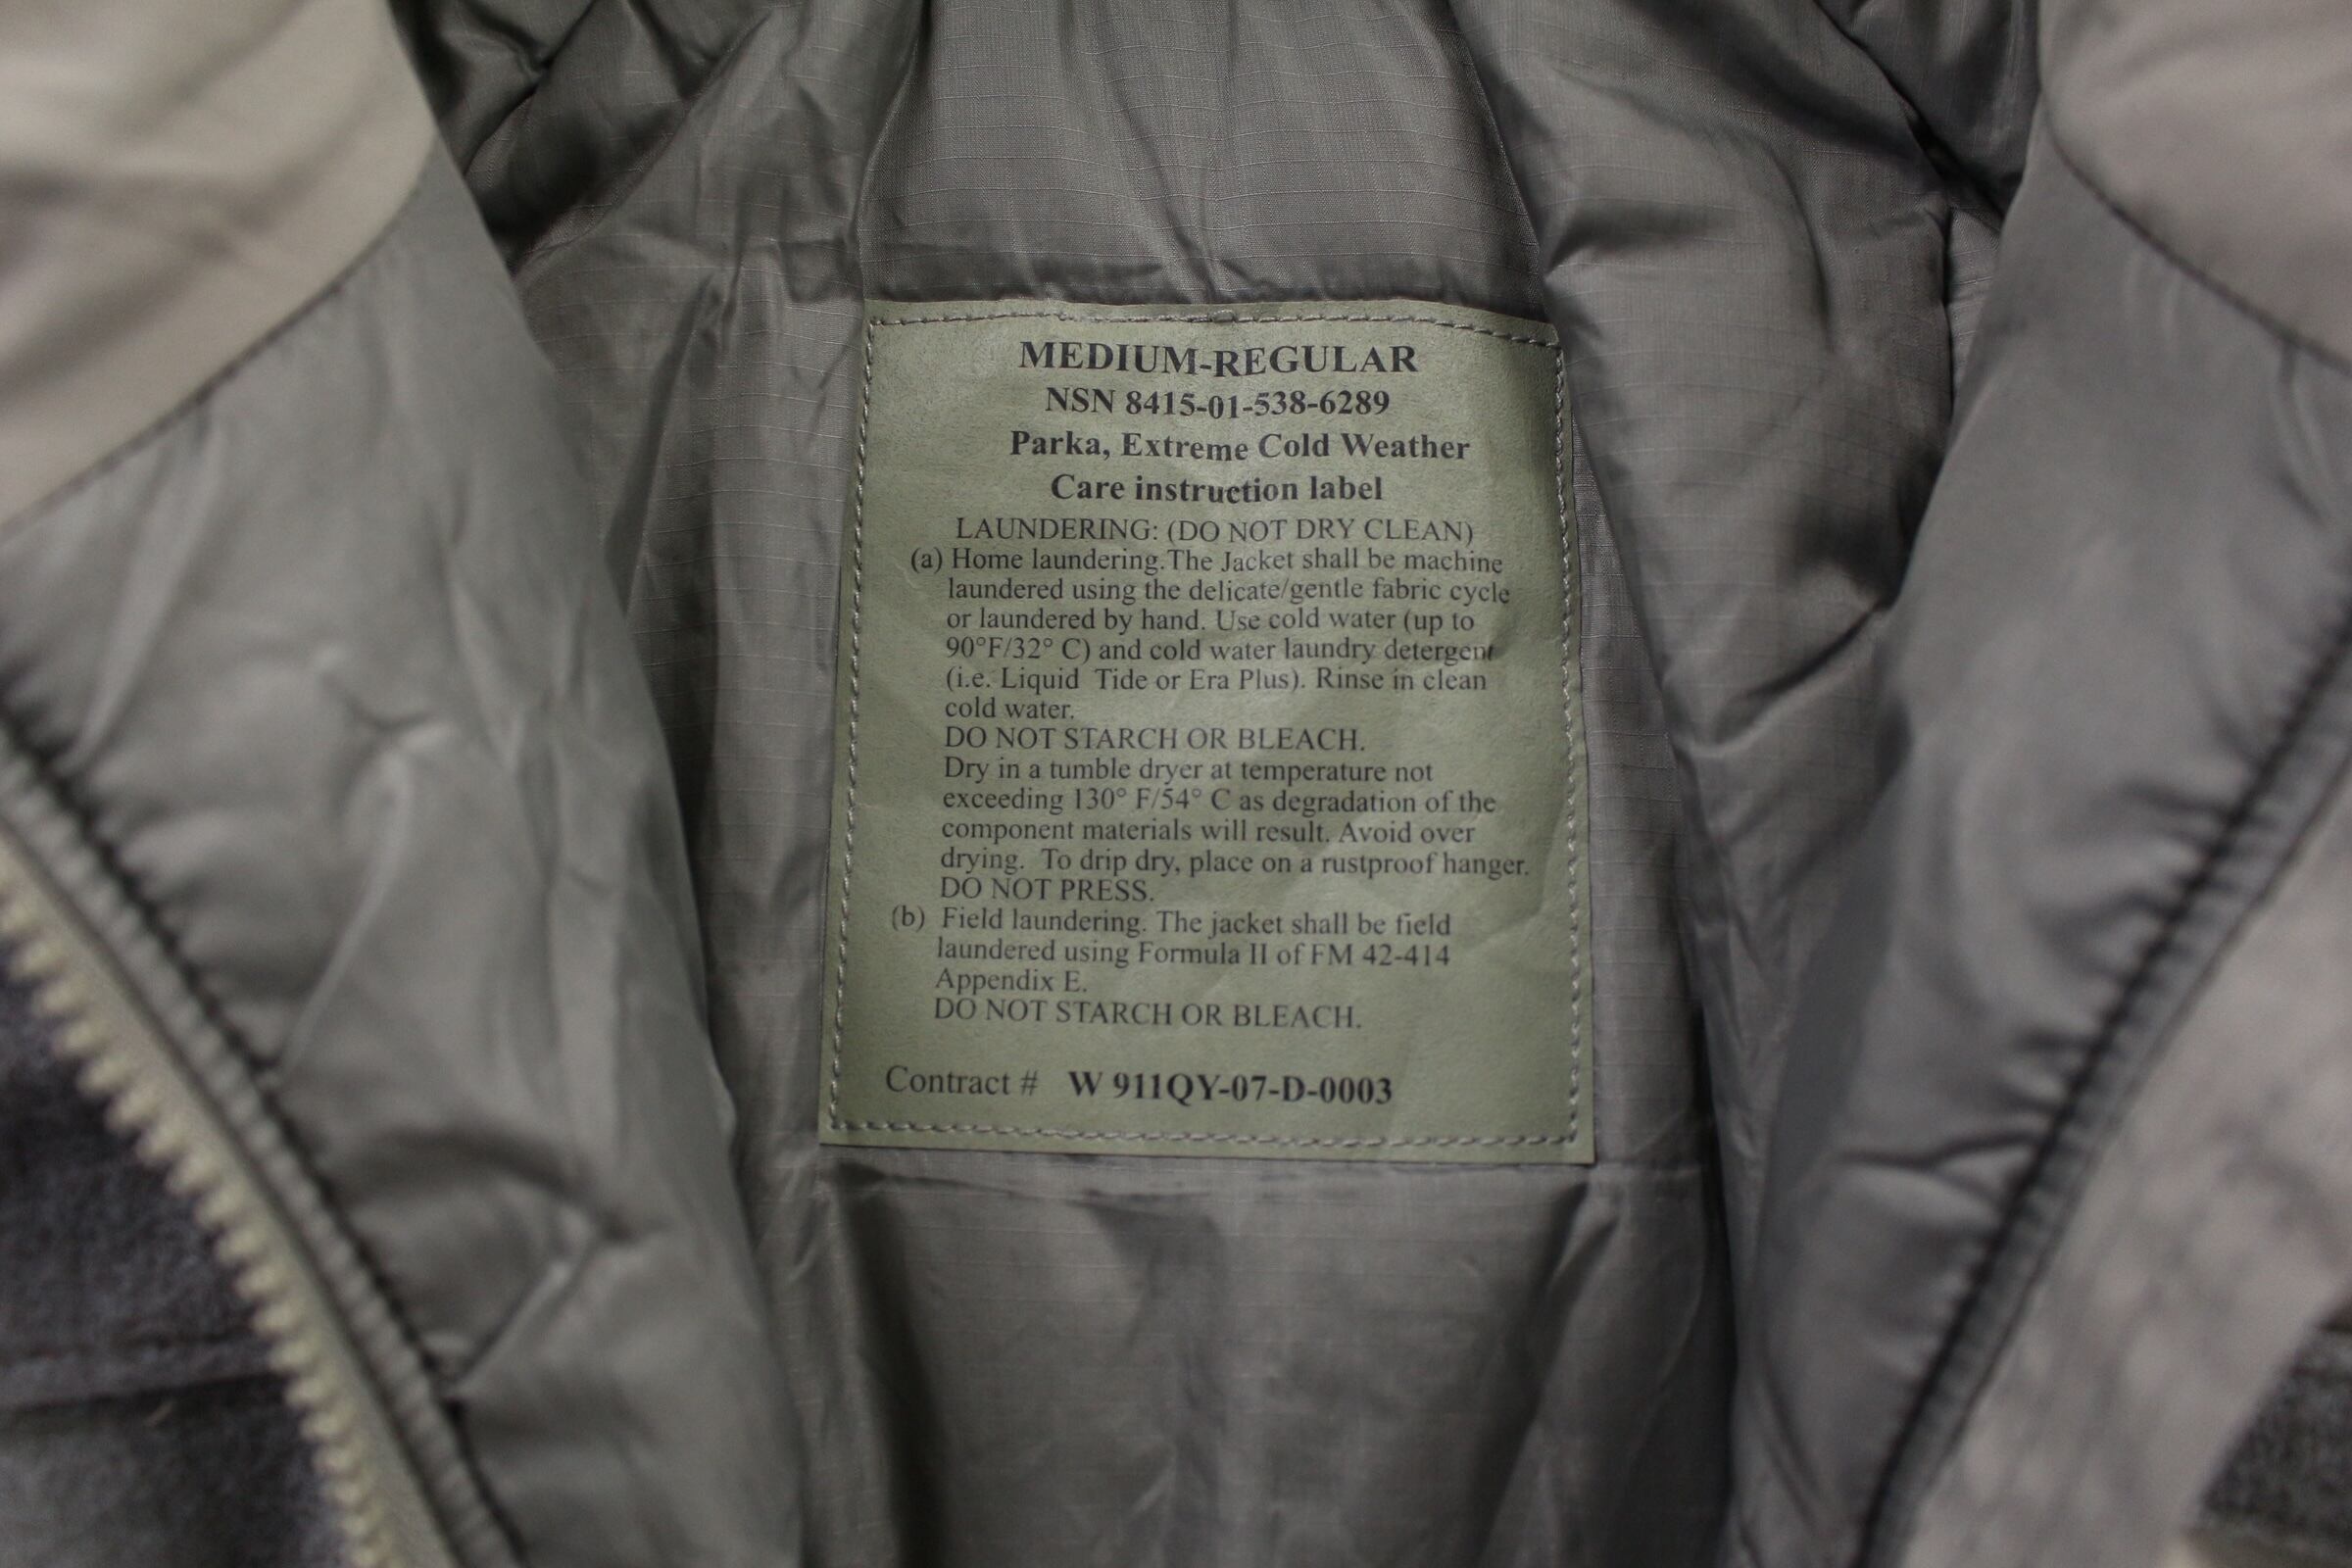 MEDIUM-REGULAR
NSN 8415-01-538-6289
Parka, Extreme Cold Weather
Care instruction label
LAUNDERING: (DO NOT DRY CLEAN)
(a) Home laundering.The Jacket shall be machine
laundered using the delicate/gentle fabric cycle
or laundered by hand. Use cold water (up to
90°F/32° C) and cold water laundry detergent
(i.e. Liquid Tide or Era Plus). Rinse in clean
cold water.
DO NOT STARCH OR BLEACH.
Dry in a tumble dryer at temperature not
exceeding 130° F/54° C as degradation of the
component materials will result. Avoid over
drying. To drip dry, place on a rustproof hanger.
DO NOT PRESS.
(b) Field laundering. The jacket shall be field
laundered using Formula II of FM 42-414
Appendix E.
DO NOT STARCH OR BLEACH.
Contract # W 911QY-07-D-0003